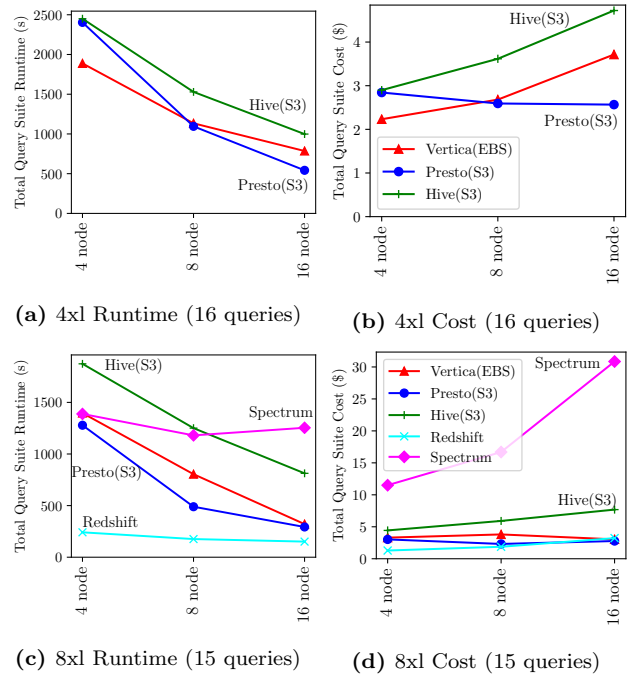 Total Query Suite Runtime (s)
2500
2000
1500
1000
500
0
Hive(S3)
Presto(S3)
4 node
8 node
16 node
(a) 4xl Runtime (16 queries)
Total Query Suite Cost ($)
4
3
2
1
0
Hive(S3)
Presto(S3)
Vertica(EBS)
Presto(S3)
Hive(S3)
4 node
8 node
16 node
(b) 4xl Cost (16 queries)
Total Query Suite Runtime (s)
1500
1000
500
0
Hive(S3)
Spectrum
Presto(S3)
Redshift
4 node
8 node
16 node
(c) 8xl Runtime (15 queries)
Total Query Suite Cost ($)
30
25
20
15
10
5
0
Spectrum
Vertica(EBS)
Presto(S3)
Hive(S3)
Redshift
Spectrum
Hive(S3)
4 node
8 node
16 node
(d) 8xl Cost (15 queries)